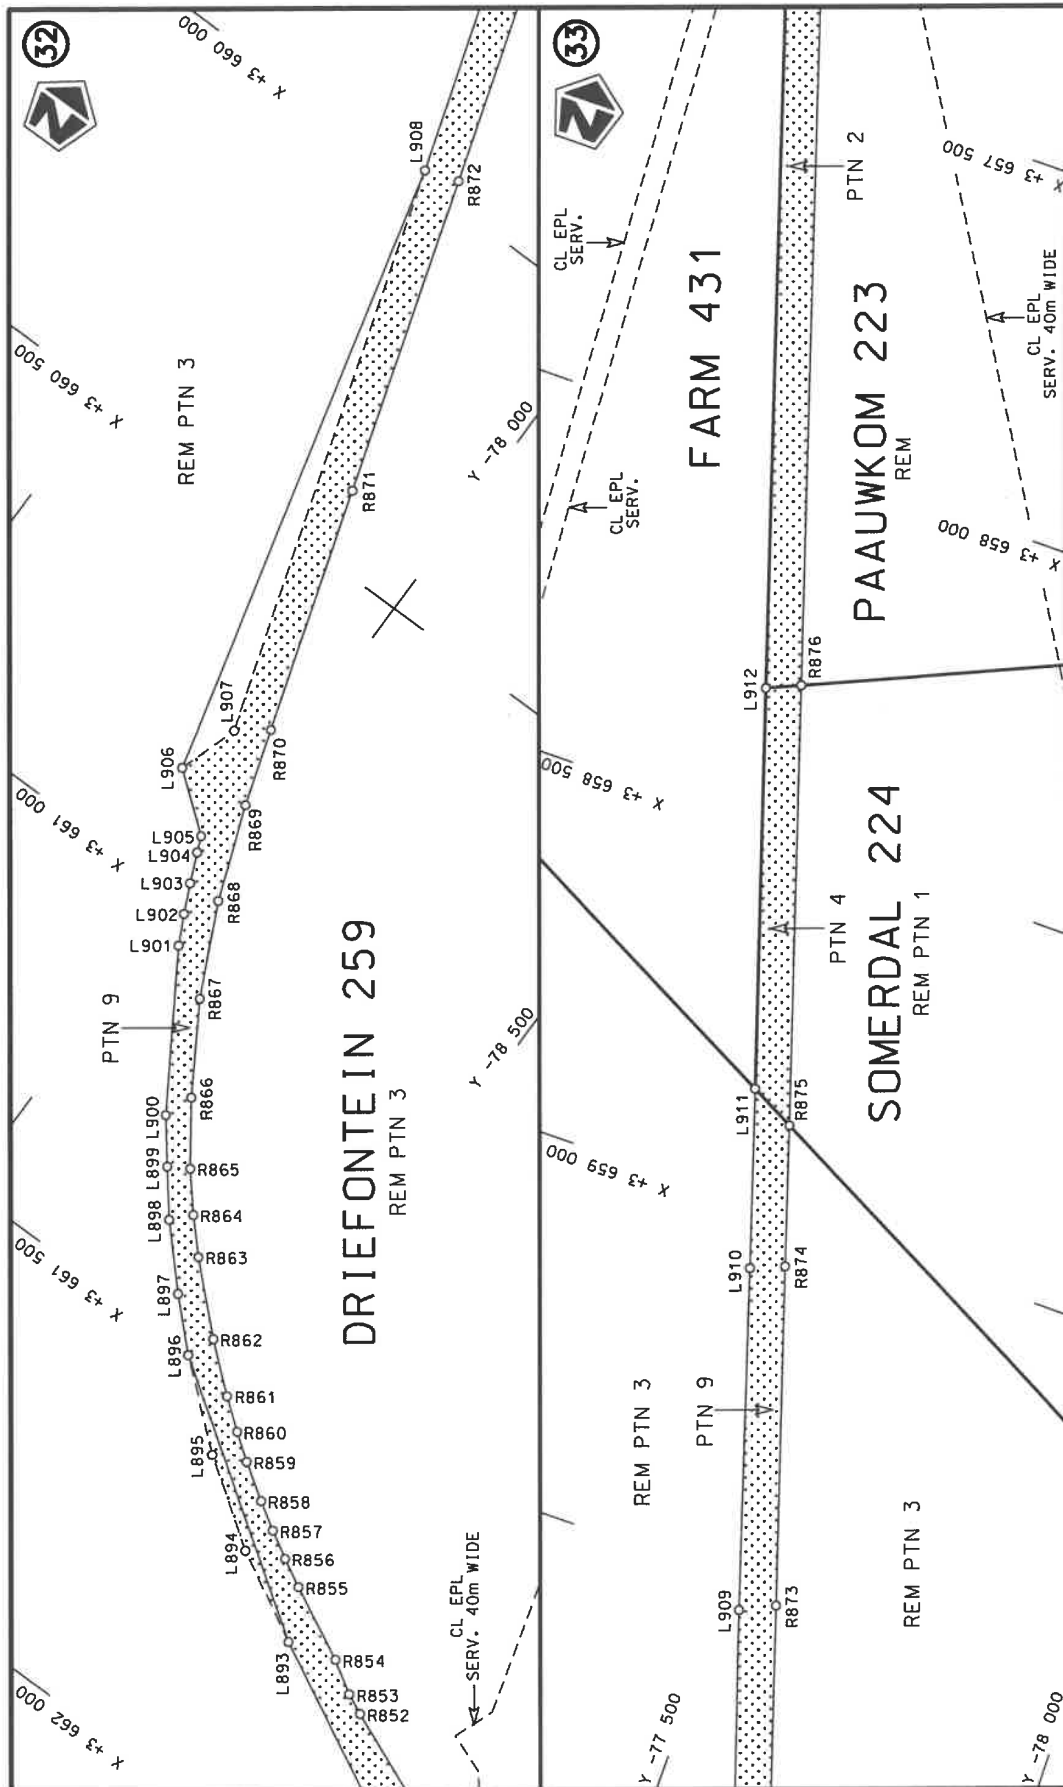 32
N
X +3 660 000
X +3 660 500
X +3 661 000
X +3 661 500
X +3 662 000
REM PTN 3
L908
R872
Y -78 000
R871
L907
L906
R870
L905
R869
L904
L903
R868
L902
L901
R867
PTN 9
Y -78 500
L900
R866
L899
R865
L898
R864
R863
L897
R862
L896
R861
R860
L895
R859
R858
R857
L894
R856
R855
L893
R854
R853
R852
DRIEFONTEIN 259
REM PTN 3
CL EPL
SERV. 40m WIDE
33
N
CL EPL
SERV.
CL EPL
SERV.
FARM 431
PTN 2
X +3 657 500
PAAUWKOM 223
REM
CL EPL
SERV. 40m WIDE
X +3 658 000
L912
R876
X +3 658 500
PTN 4
SOMERDAL 224
REM PTN 1
L911
R875
X +3 659 000
L910
R874
REM PTN 3
PTN 9
REM PTN 3
L909
R873
Y -77 500
Y -78 000